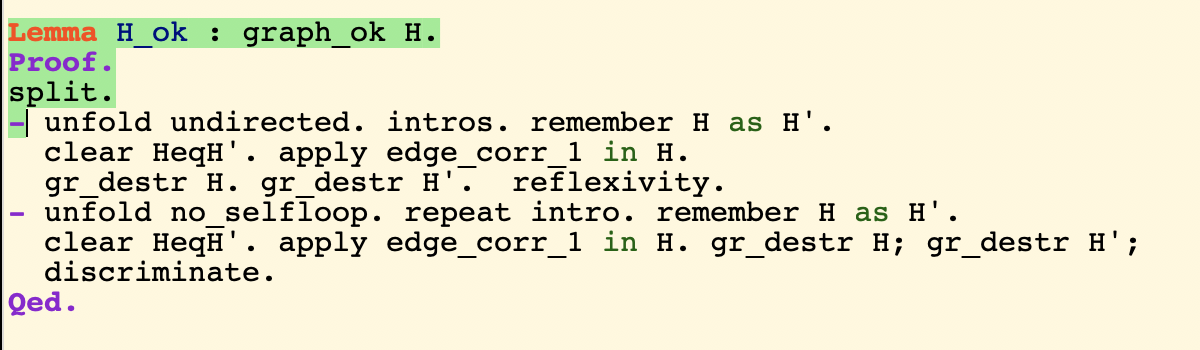 Lemma H_ok : graph_ok H.
Proof.
split.
- unfold undirected. intros. remember H as H'.
  clear HeqH'. apply edge_corr_1 in H.
  gr_destr H. gr_destr H'.  reflexivity.
- unfold no_selfloop. repeat intro. remember H as H'.
  clear HeqH'. apply edge_corr_1 in H. gr_destr H; gr_destr H';
  discriminate.
Qed.